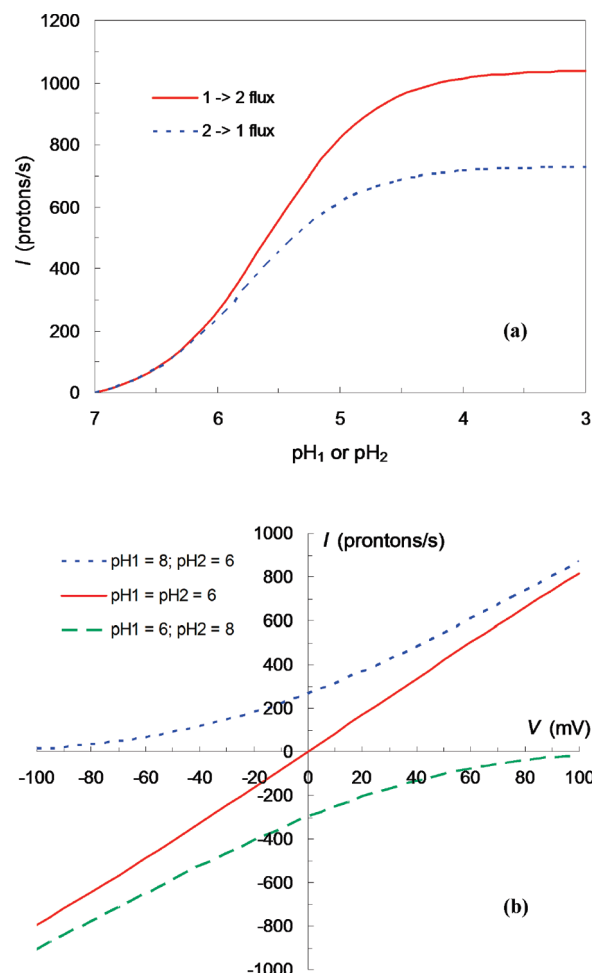 1200
1000
800
600
400
200
0
I (protons/s)
1 -> 2 flux
2 -> 1 flux
(a)
7 6 5 4 3
pH₁ or pH₂
I (prontons/s)
pH1 = 8; pH2 = 6
pH1 = pH2 = 6
pH1 = 6; pH2 = 8
1000
800
600
400
200
0
V (mV)
-100 -80 -60 -40 -20 0 20 40 60 80 100
-200
-400
-600
-800
-1000
(b)